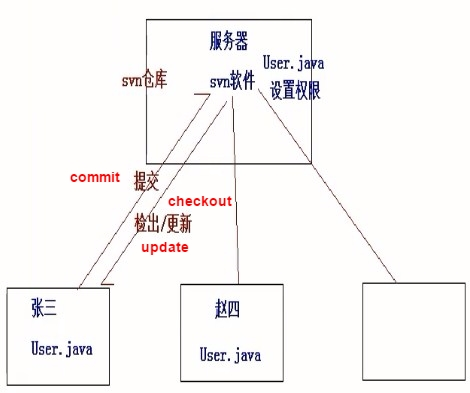 服务器
svn仓库
svn软件
User.java
设置权限
commit
提交
checkout
检出/更新
update
张三
User.java
赵四
User.java